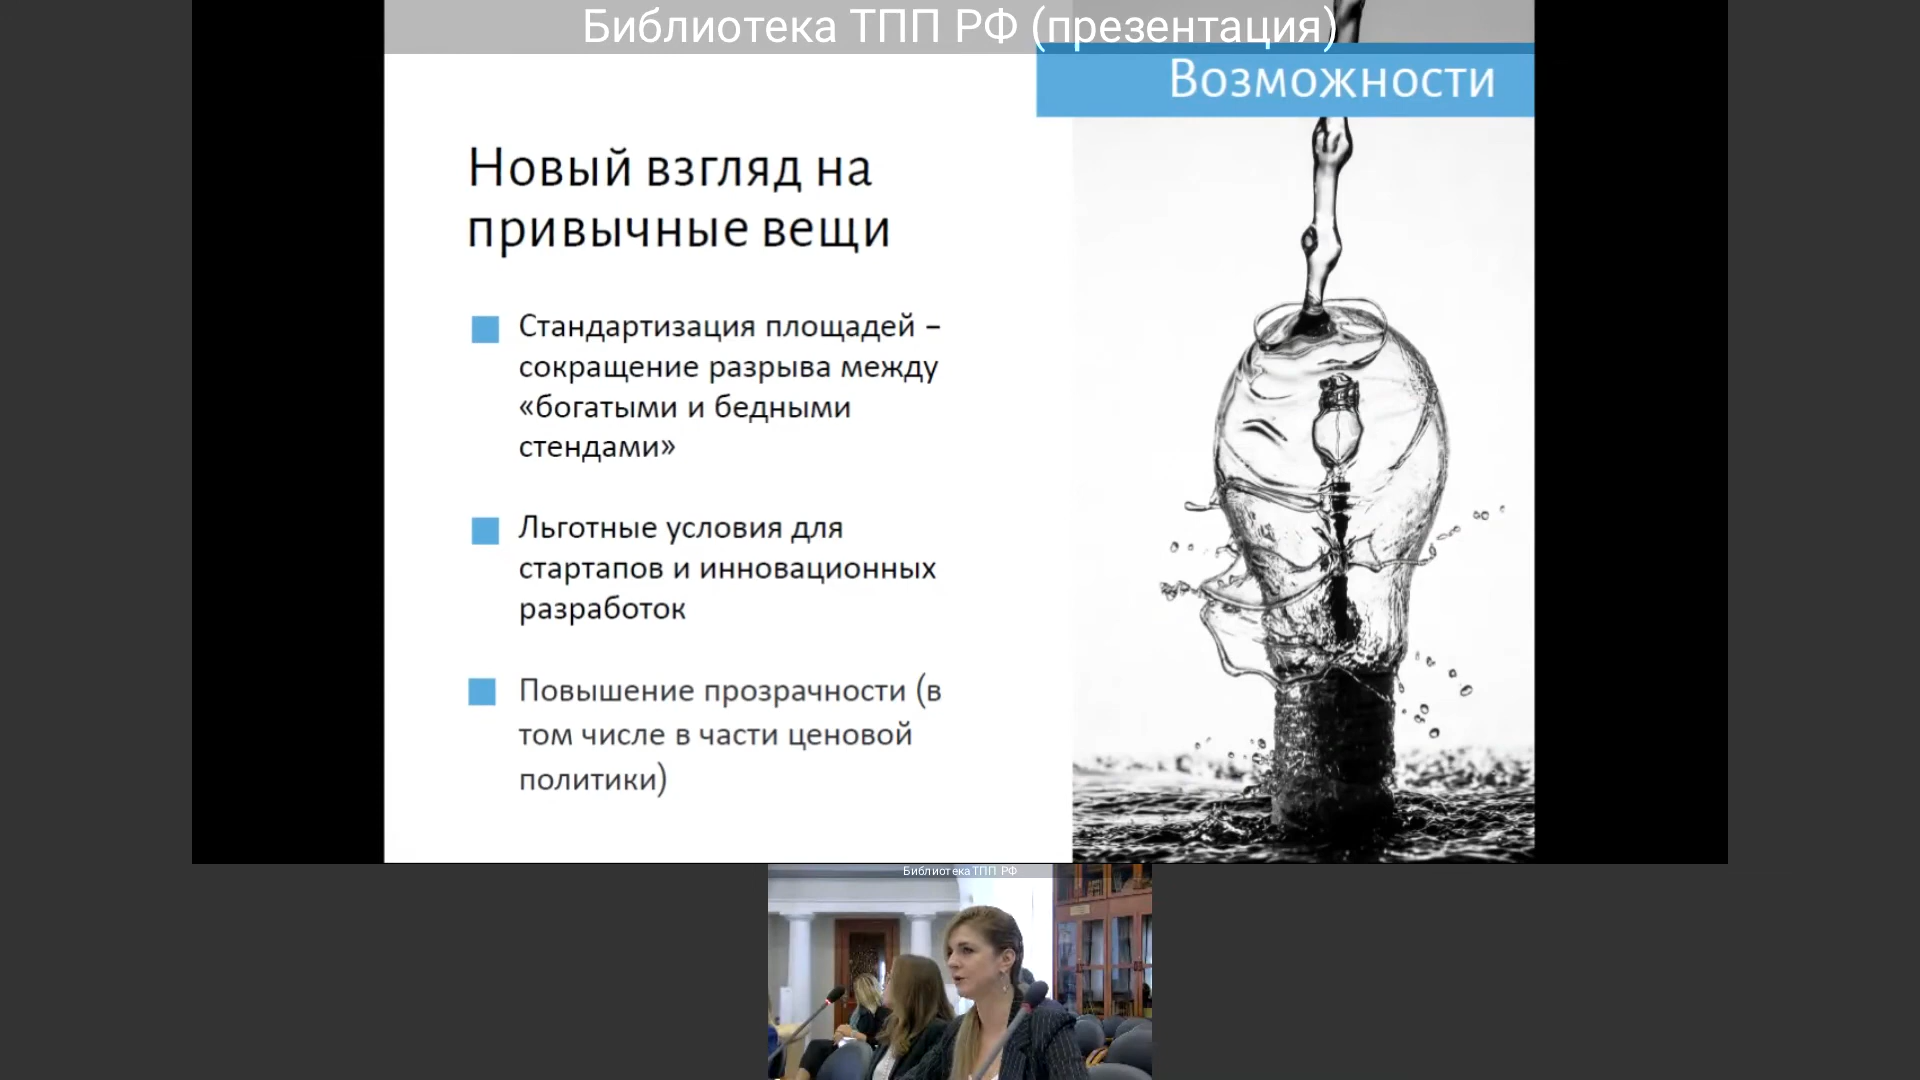 Библиотека ТПП РФ (презентация)
Возможности
Новый взгляд на
привычные вещи
Стандартизация площадей –
сокращение разрыва между
«богатыми и бедными
стендами»
Льготные условия для
стартапов и инновационных
разработок
Повышение прозрачности (в
том числе в части ценовой
политики)
Библиотека ТПП РФ